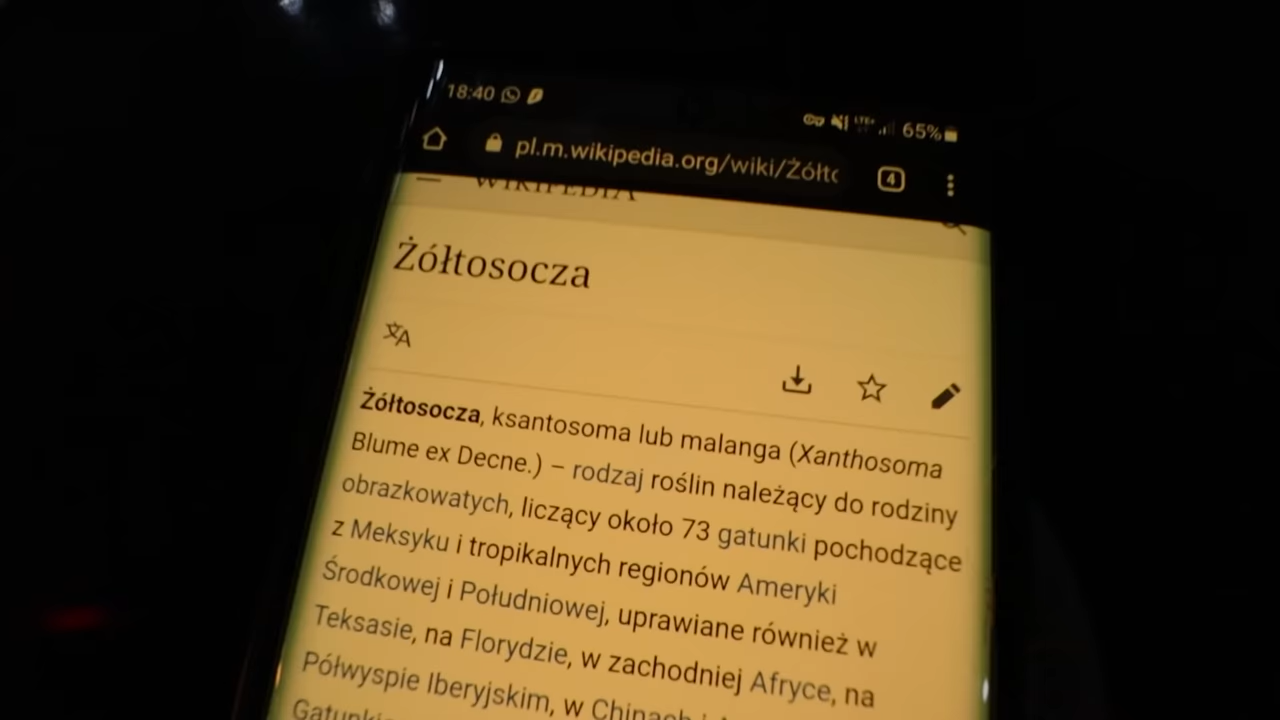 18:40
65%
pl.m.wikipedia.org/wiki/Żółto
4
WIKIPEDIA
Żółtosocza
Żółtosocza, ksantosoma lub malanga (Xanthosoma
Blume ex Decne.) – rodzaj roślin należący do rodziny
obrazkowatych, liczący około 73 gatunki pochodzące
z Meksyku i tropikalnych regionów Ameryki
Środkowej i Południowej, uprawiane również w
Teksasie, na Florydzie, w zachodniej Afryce, na
Półwyspie Iberyjskim, w Chinach i